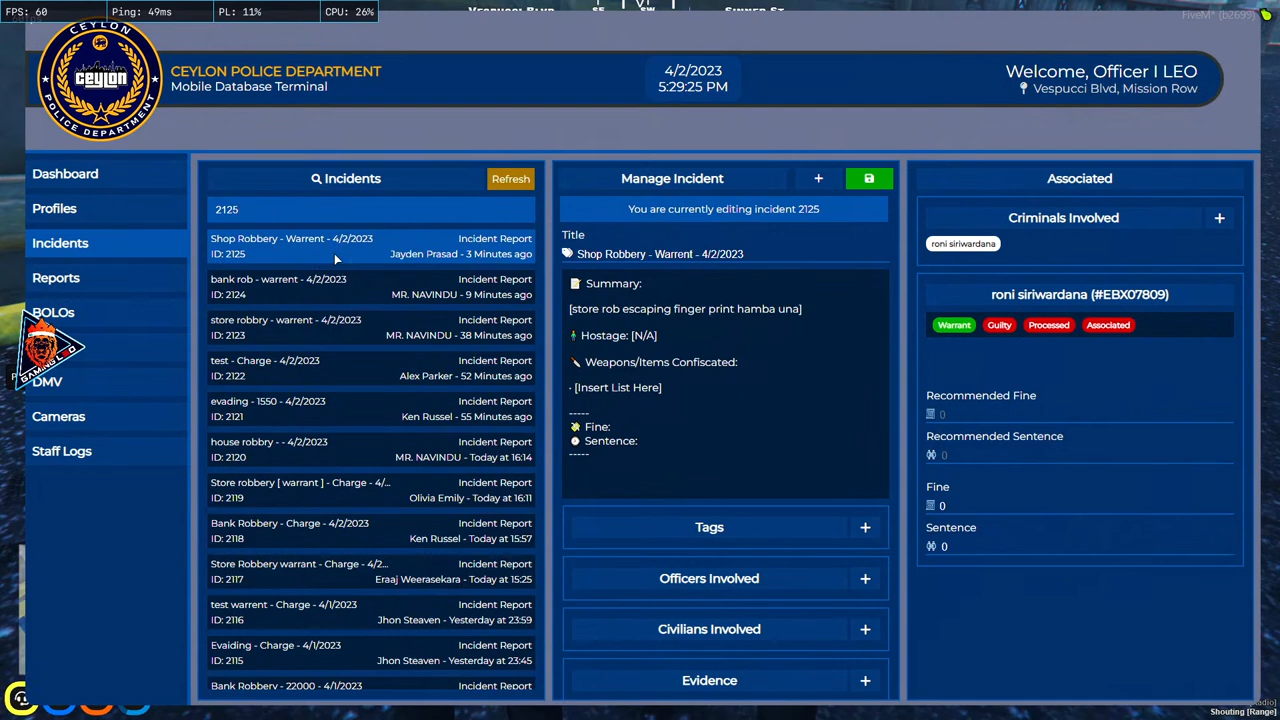 FPS: 60
Ping: 49ms
PL: 11%
CPU: 26%
FiveM* (b2699)
CEYLON
ceylon
POLICE DEPARTMENT
CEYLON POLICE DEPARTMENT
Mobile Database Terminal
4/2/2023
5:29:25 PM
Welcome, Officer I LEO
Vespucci Blvd, Mission Row
Dashboard
Profiles
Incidents
Reports
BOLOs
DMV
Cameras
Staff Logs
GAMING LEO
Incidents
Refresh
2125
Shop Robbery - Warrent - 4/2/2023 Incident Report
ID: 2125 Jayden Prasad - 3 Minutes ago
bank rob - warrent - 4/2/2023 Incident Report
ID: 2124 MR. NAVINDU - 9 Minutes ago
store robbry - warrent - 4/2/2023 Incident Report
ID: 2123 MR. NAVINDU - 38 Minutes ago
test - Charge - 4/2/2023 Incident Report
ID: 2122 Alex Parker - 52 Minutes ago
evading - 1550 - 4/2/2023 Incident Report
ID: 2121 Ken Russel - 55 Minutes ago
house robbry - - 4/2/2023 Incident Report
ID: 2120 MR. NAVINDU - Today at 16:14
Store robbery [ warrant ] - Charge - 4/... Incident Report
ID: 2119 Olivia Emily - Today at 16:11
Bank Robbery - Charge - 4/2/2023 Incident Report
ID: 2118 Ken Russel - Today at 15:57
Store Robbery warrant - Charge - 4/2... Incident Report
ID: 2117 Eraaj Weerasekara - Today at 15:25
test warrent - Charge - 4/1/2023 Incident Report
ID: 2116 Jhon Steaven - Yesterday at 23:59
Evaiding - Charge - 4/1/2023 Incident Report
ID: 2115 Jhon Steaven - Yesterday at 23:45
Bank Robbery - 22000 - 4/1/2023 Incident Report
Manage Incident
You are currently editing incident 2125
Title
Shop Robbery - Warrent - 4/2/2023
Summary:
[store rob escaping finger print hamba una]
Hostage: [N/A]
Weapons/Items Confiscated:
· [Insert List Here]
-----
Fine:
Sentence:
-----
Tags
Officers Involved
Civilians Involved
Evidence
Associated
Criminals Involved
roni siriwardana
roni siriwardana (#EBX07809)
Warrant Guilty Processed Associated
Recommended Fine
0
Recommended Sentence
0
Fine
0
Sentence
0
[Radio]
Shouting [Range]